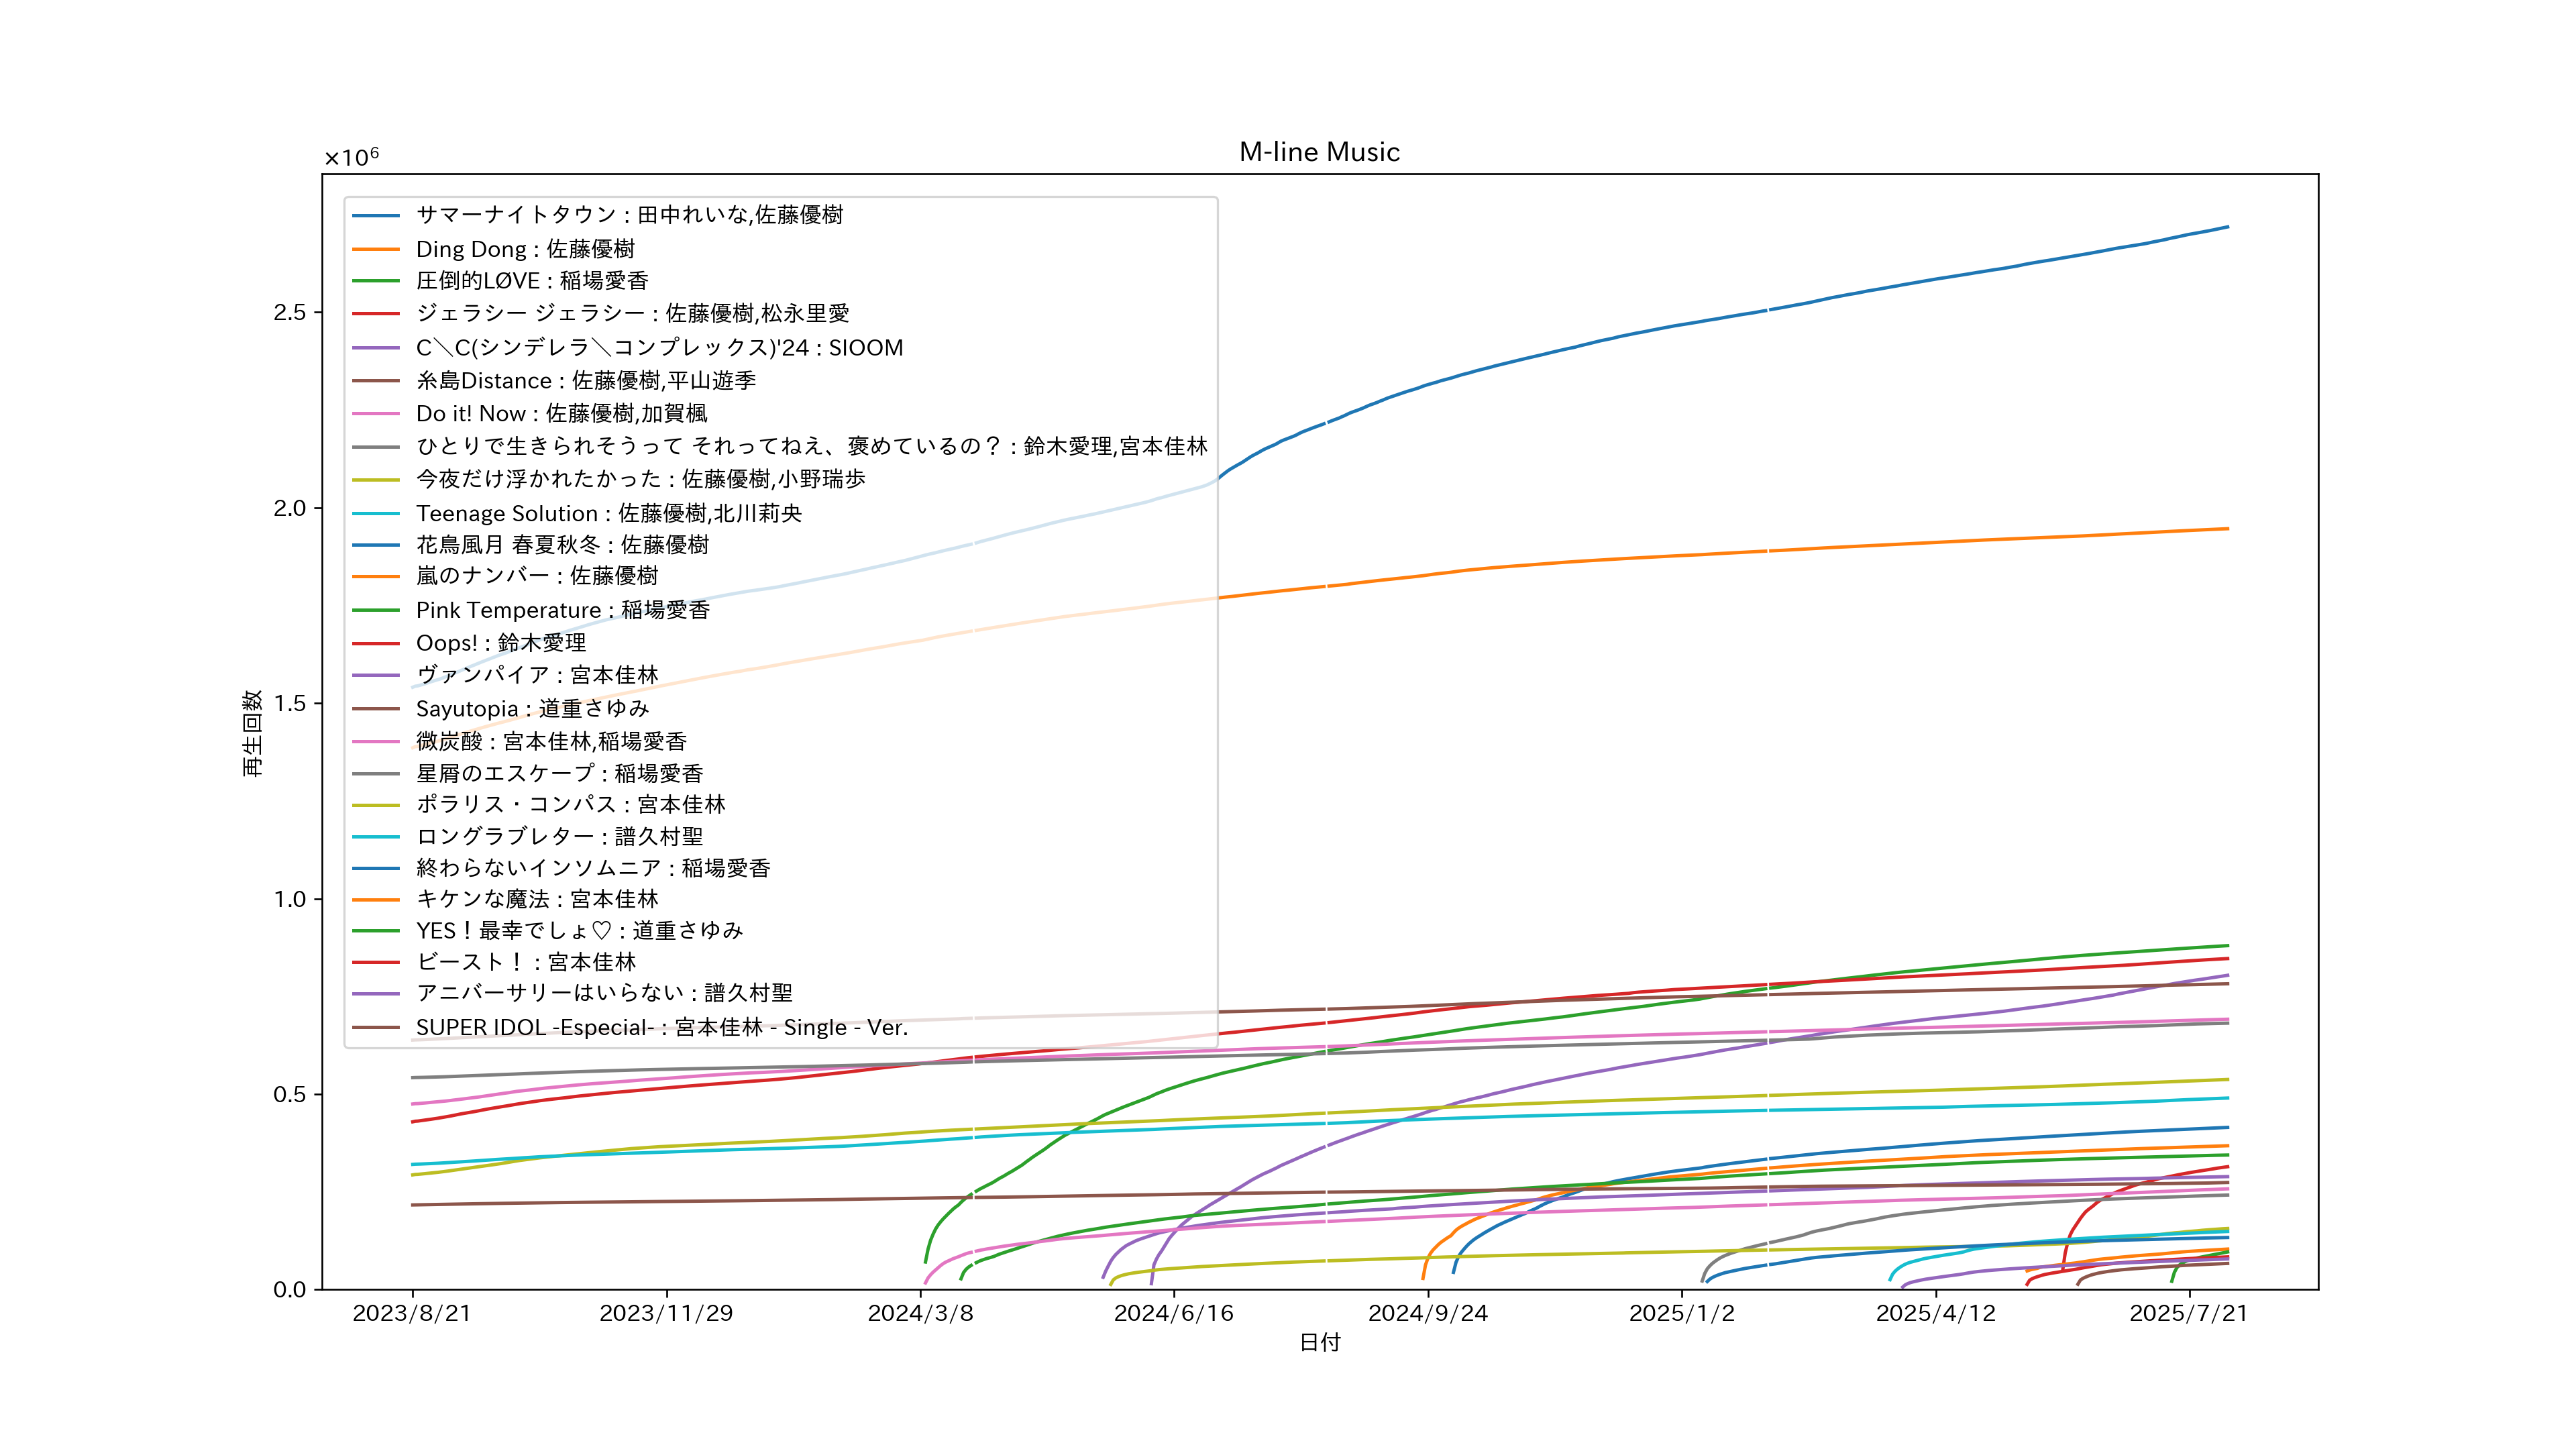 M-line Music
×10⁶
サマーナイトタウン : 田中れいな,佐藤優樹
Ding Dong : 佐藤優樹
圧倒的LØVE : 稲場愛香
ジェラシー ジェラシー : 佐藤優樹,松永里愛
C＼C(シンデレラ＼コンプレックス)'24 : SIOOM
糸島Distance : 佐藤優樹,平山遊季
Do it! Now : 佐藤優樹,加賀楓
ひとりで生きられそうって それってねえ、褒めているの？ : 鈴木愛理,宮本佳林
今夜だけ浮かれたかった : 佐藤優樹,小野瑞歩
Teenage Solution : 佐藤優樹,北川莉央
花鳥風月 春夏秋冬 : 佐藤優樹
嵐のナンバー : 佐藤優樹
Pink Temperature : 稲場愛香
Oops! : 鈴木愛理
ヴァンパイア : 宮本佳林
Sayutopia : 道重さゆみ
微炭酸 : 宮本佳林,稲場愛香
星屑のエスケープ : 稲場愛香
ポラリス・コンパス : 宮本佳林
ロングラブレター : 譜久村聖
終わらないインソムニア : 稲場愛香
キケンな魔法 : 宮本佳林
YES！最幸でしょ♡ : 道重さゆみ
ビースト！ : 宮本佳林
アニバーサリーはいらない : 譜久村聖
SUPER IDOL -Especial- : 宮本佳林 - Single - Ver.
2.5
2.0
1.5
1.0
0.5
0.0
再生回数
2023/8/21 2023/11/29 2024/3/8 2024/6/16 2024/9/24 2025/1/2 2025/4/12 2025/7/21
日付